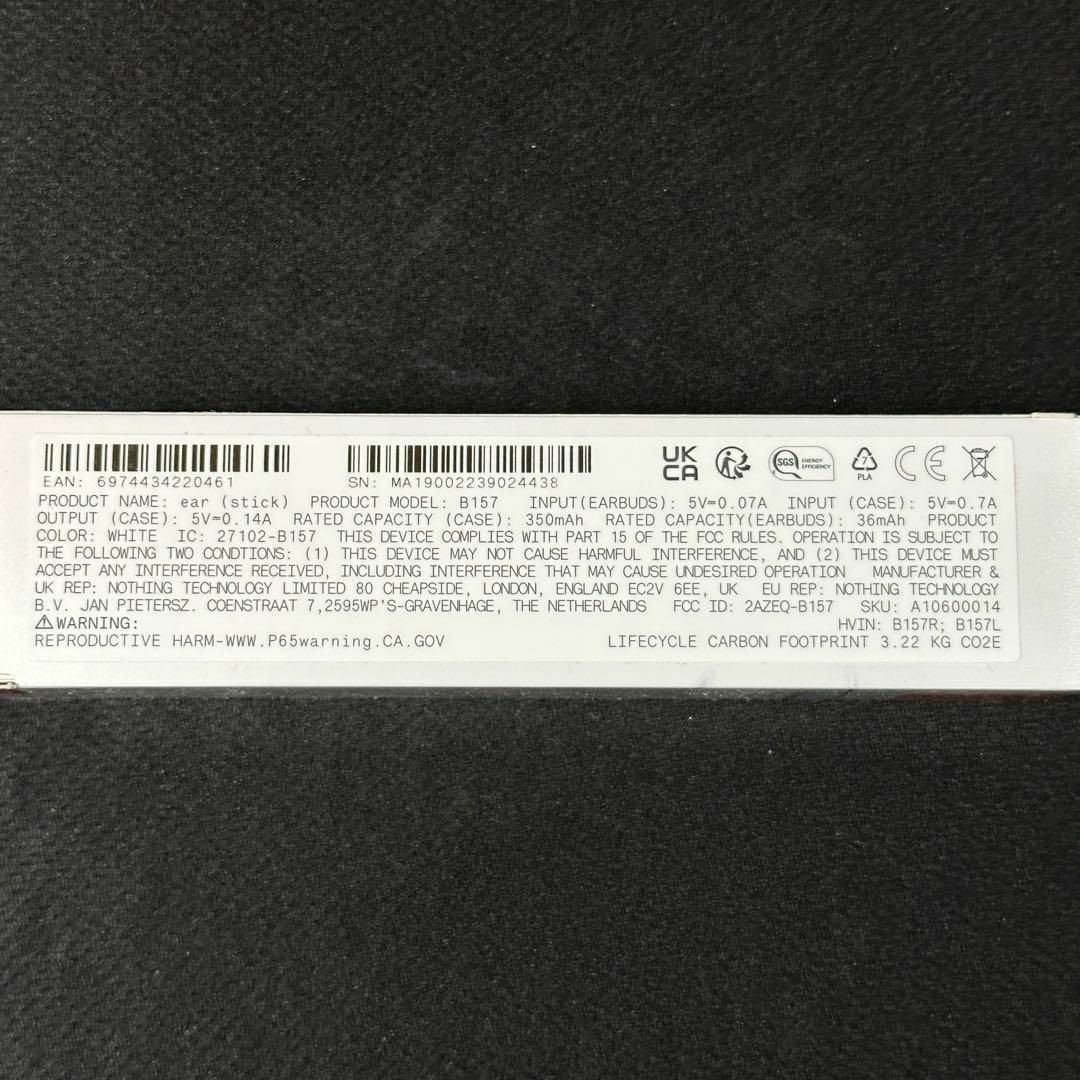 UK CA
SGS ENERGY EFFICIENCY
7
PLA
CE
EAN: 6974434220461 SN: MA19002239024438
PRODUCT NAME: ear (stick) PRODUCT MODEL: B157 INPUT(EARBUDS): 5V=0.07A INPUT (CASE): 5V=0.7A
OUTPUT (CASE): 5V=0.14A RATED CAPACITY (CASE): 350mAh RATED CAPACITY(EARBUDS): 36mAh PRODUCT
COLOR: WHITE IC: 27102-B157 THIS DEVICE COMPLIES WITH PART 15 OF THE FCC RULES. OPERATION IS SUBJECT TO
THE FOLLOWING TWO CONDTIONS: (1) THIS DEVICE MAY NOT CAUSE HARMFUL INTERFERENCE, AND (2) THIS DEVICE MUST
ACCEPT ANY INTERFERENCE RECEIVED, INCLUDING INTERFERENCE THAT MAY CAUSE UNDESIRED OPERATION MANUFACTURER &
UK REP: NOTHING TECHNOLOGY LIMITED 80 CHEAPSIDE, LONDON, ENGLAND EC2V 6EE, UK EU REP: NOTHING TECHNOLOGY
B.V. JAN PIETERSZ. COENSTRAAT 7,2595WP'S-GRAVENHAGE, THE NETHERLANDS FCC ID: 2AZEQ-B157 SKU: A10600014
⚠WARNING: HVIN: B157R; B157L
REPRODUCTIVE HARM-WWW.P65warning.CA.GOV LIFECYCLE CARBON FOOTPRINT 3.22 KG CO2E